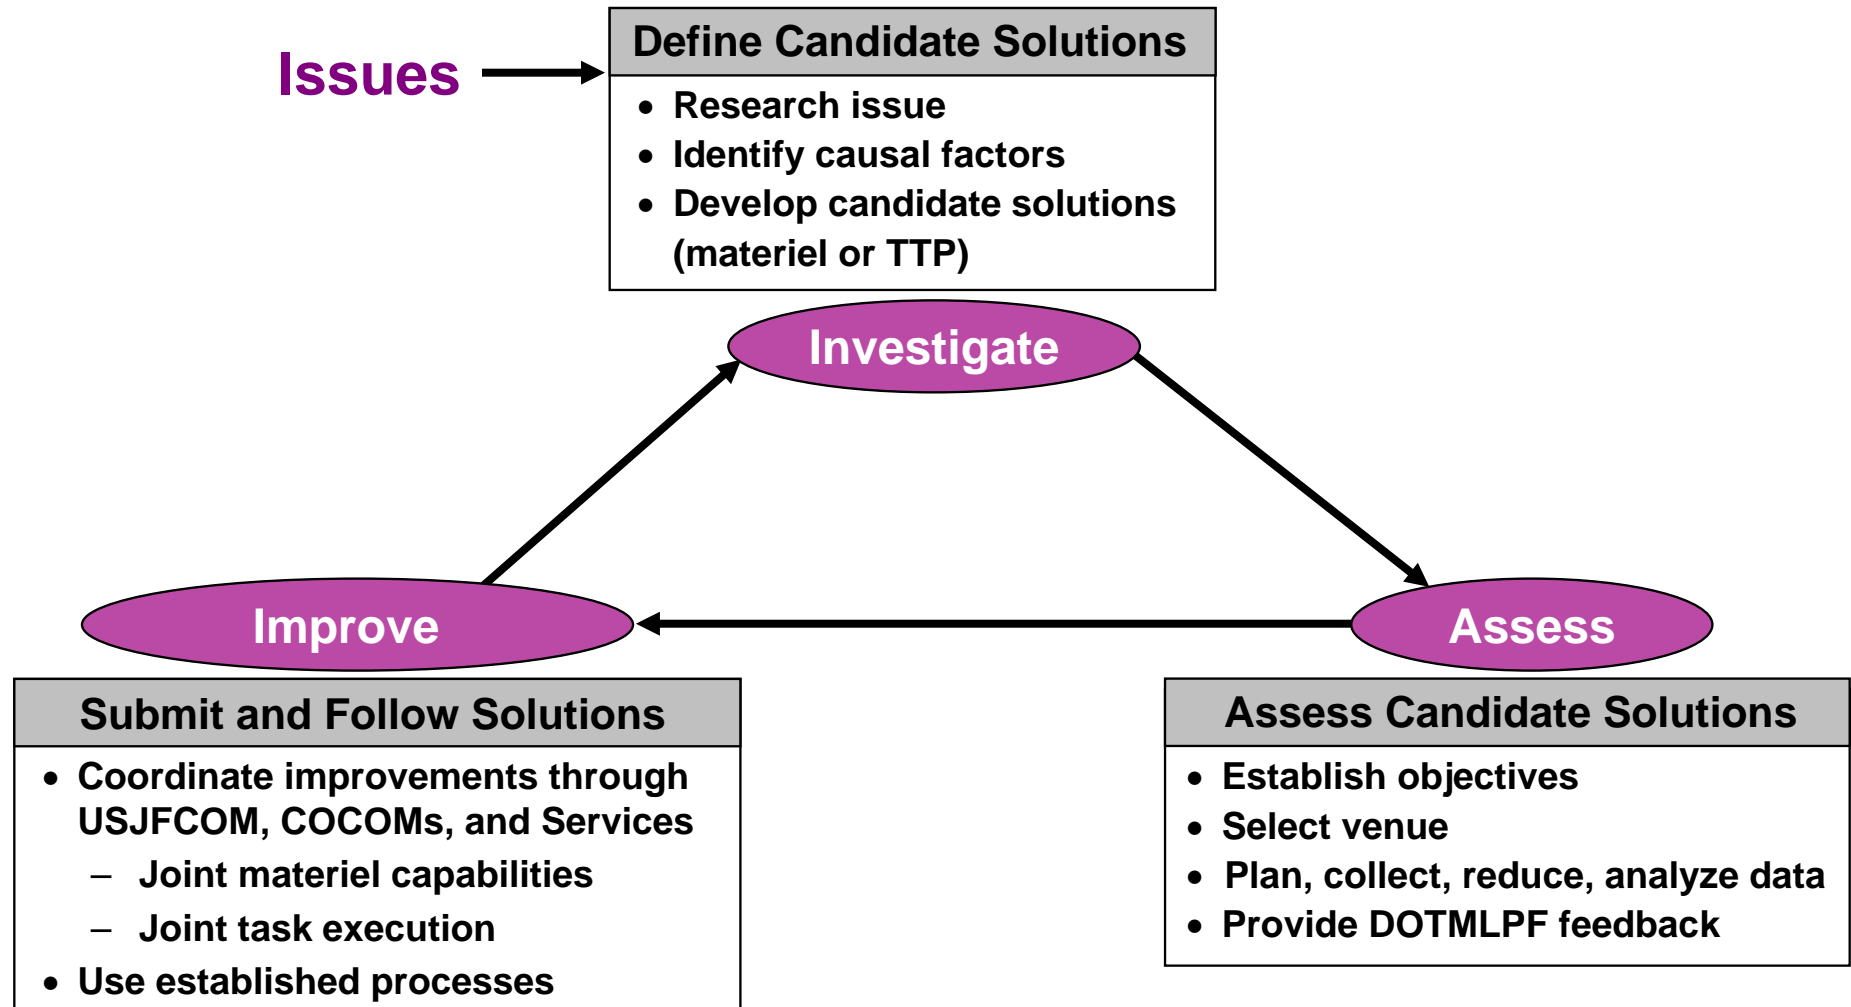 Issues
Define Candidate Solutions
• Research issue
• Identify causal factors
• Develop candidate solutions
(materiel or TTP)
Investigate
Improve
Assess
Submit and Follow Solutions
• Coordinate improvements through
USJFCOM, COCOMs, and Services
– Joint materiel capabilities
– Joint task execution
• Use established processes
Assess Candidate Solutions
• Establish objectives
• Select venue
• Plan, collect, reduce, analyze data
• Provide DOTMLPF feedback